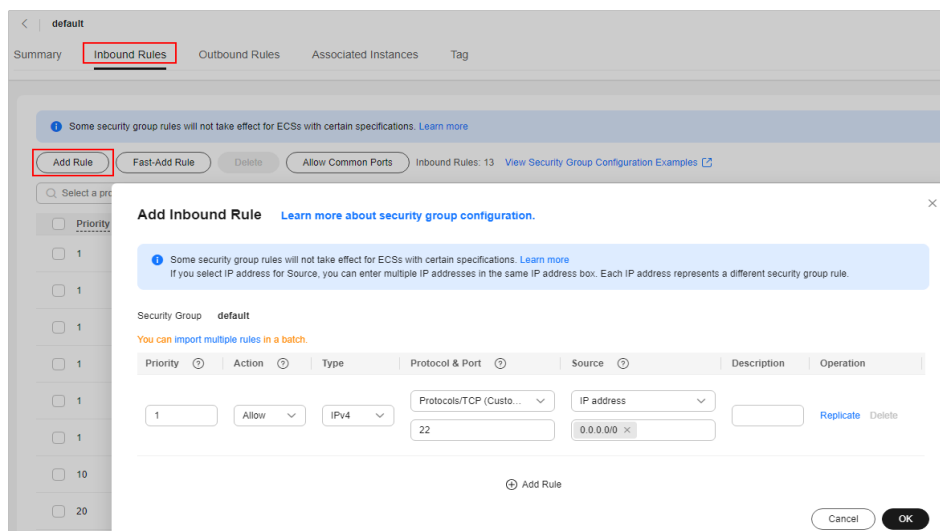 default
Summary Inbound Rules Outbound Rules Associated Instances Tag
Some security group rules will not take effect for ECSs with certain specifications. Learn more
Add Rule Fast-Add Rule Delete Allow Common Ports Inbound Rules: 13 View Security Group Configuration Examples
Select a pro
Priority
1
1
1
1
1
1
10
20
Add Inbound Rule Learn more about security group configuration.
Some security group rules will not take effect for ECSs with certain specifications. Learn more
If you select IP address for Source, you can enter multiple IP addresses in the same IP address box. Each IP address represents a different security group rule.
Security Group default
You can import multiple rules in a batch.
Priority Action Type Protocol & Port Source Description Operation
1 Allow IPv4 Protocols/TCP (Custo... IP address Replicate Delete
22 0.0.0.0/0 ×
Add Rule
Cancel OK